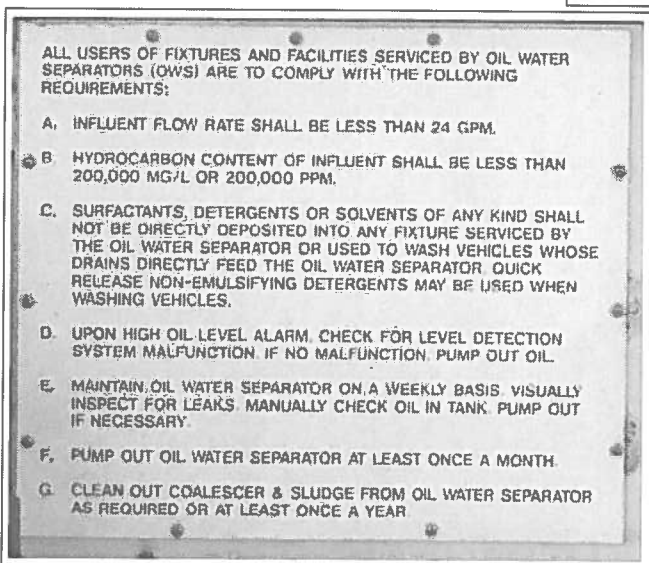 ALL USERS OF FIXTURES AND FACILITIES SERVICED BY OIL WATER
SEPARATORS (OWS) ARE TO COMPLY WITH THE FOLLOWING
REQUIREMENTS:
A. INFLUENT FLOW RATE SHALL BE LESS THAN 24 GPM.
B HYDROCARBON CONTENT OF INFLUENT SHALL BE LESS THAN
200,000 MG/L OR 200,000 PPM.
C. SURFACTANTS, DETERGENTS OR SOLVENTS OF ANY KIND SHALL
NOT BE DIRECTLY DEPOSITED INTO ANY FIXTURE SERVICED BY
THE OIL WATER SEPARATOR OR USED TO WASH VEHICLES WHOSE
DRAINS DIRECTLY FEED THE OIL WATER SEPARATOR. QUICK
RELEASE NON-EMULSIFYING DETERGENTS MAY BE USED WHEN
WASHING VEHICLES.
D. UPON HIGH OIL LEVEL ALARM, CHECK FOR LEVEL DETECTION
SYSTEM MALFUNCTION. IF NO MALFUNCTION, PUMP OUT OIL.
E. MAINTAIN OIL WATER SEPARATOR ON A WEEKLY BASIS. VISUALLY
INSPECT FOR LEAKS. MANUALLY CHECK OIL IN TANK. PUMP OUT
IF NECESSARY.
F. PUMP OUT OIL WATER SEPARATOR AT LEAST ONCE A MONTH.
G. CLEAN OUT COALESCER & SLUDGE FROM OIL WATER SEPARATOR
AS REQUIRED OR AT LEAST ONCE A YEAR